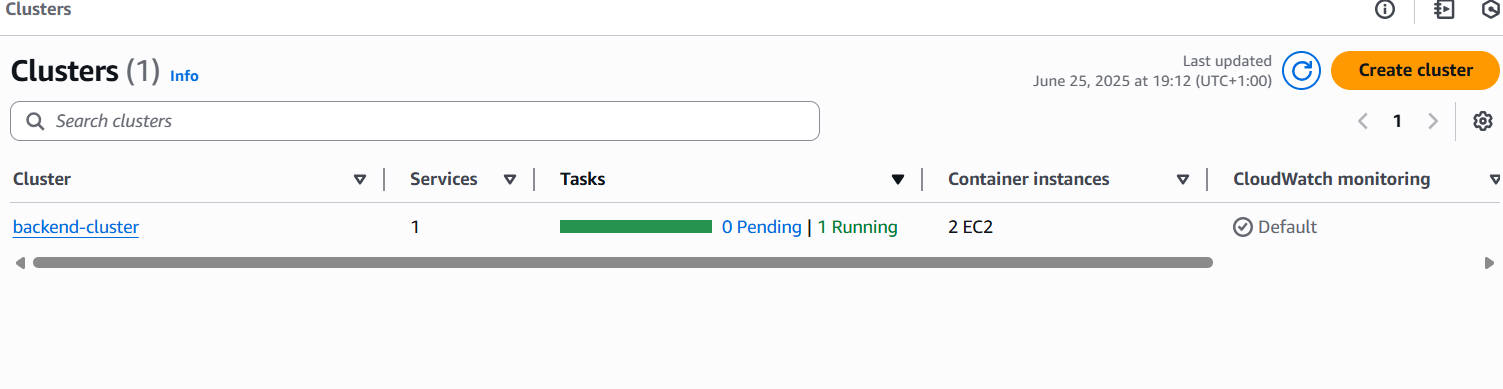 Clusters
Clusters (1) Info
Last updated
June 25, 2025 at 19:12 (UTC+1:00)
Create cluster
Search clusters
1
Cluster Services Tasks Container instances CloudWatch monitoring
backend-cluster 1 0 Pending | 1 Running 2 EC2 Default